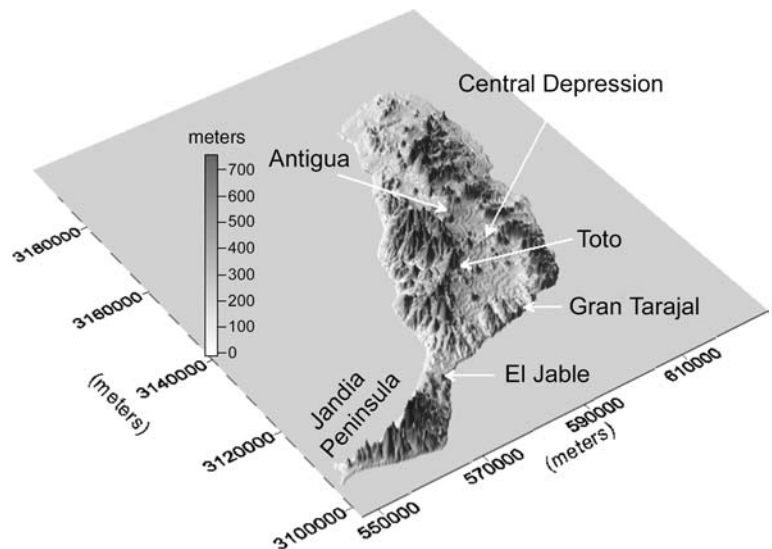 Central Depression
meters
Antigua
700
600
500
400
300
200
100
0
Toto
Gran Tarajal
El Jable
Jandia
Peninsula
3180000
3160000
3140000
3120000
3100000
(meters)
550000
570000
590000
610000
(meters)